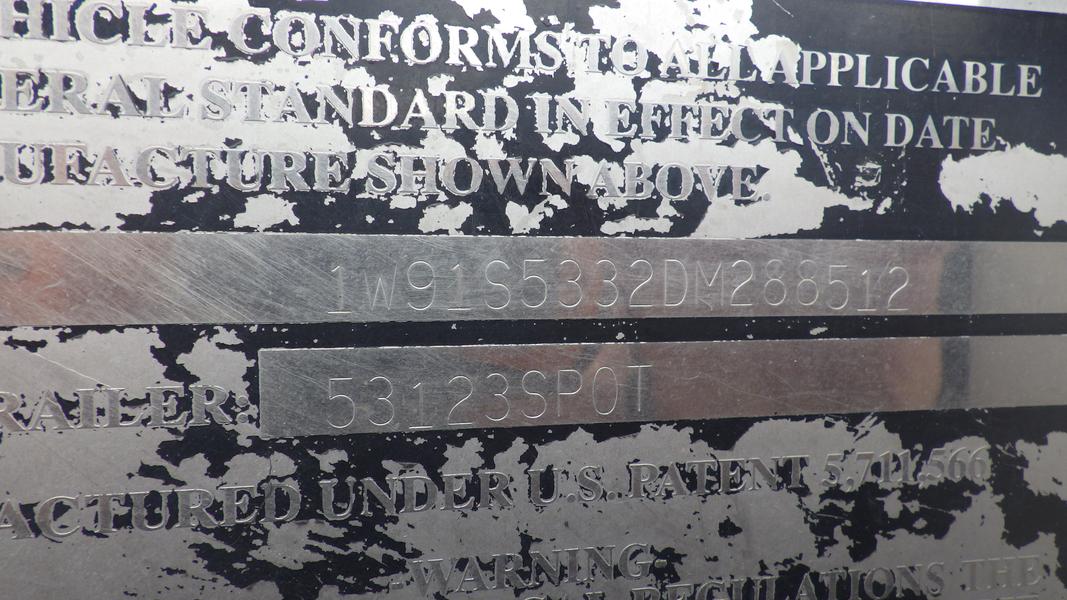 HICLE CONFORMS TO ALL APPLICABLE
ERAL STANDARD IN EFFECT ON DATE
UFACTURE SHOWN ABOVE.
1W91S5332DM288512
RAILER: 53123SPOT
ACTURED UNDER U.S. PATENT 5,711,566
-WARNING-
REGULATIONS THE